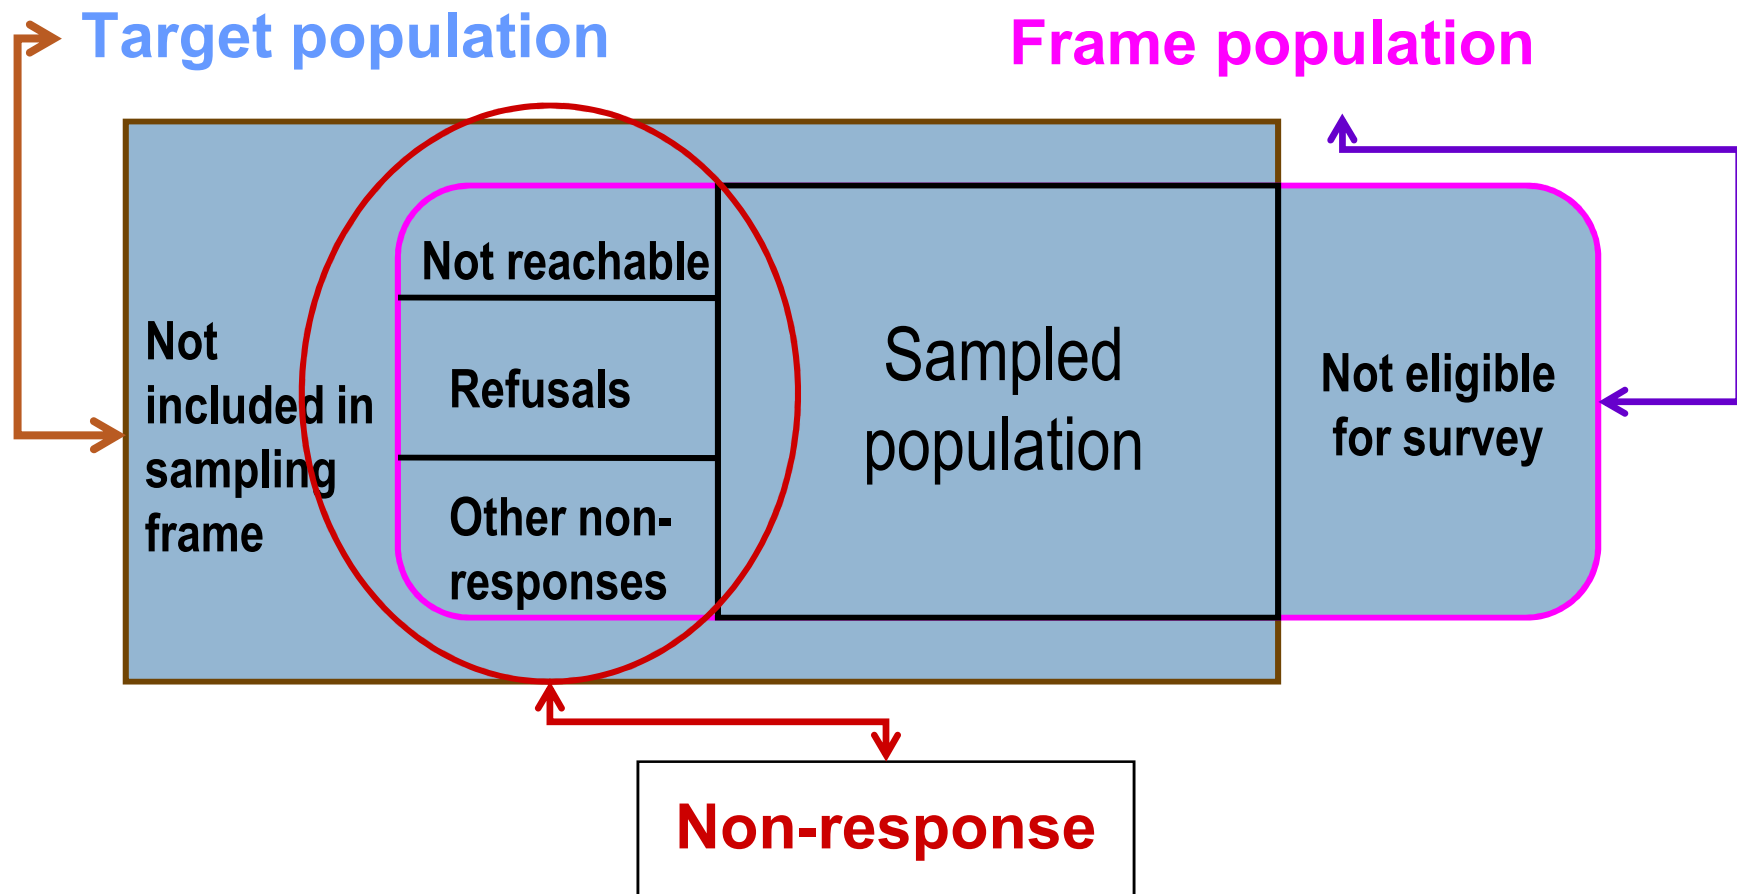 Target population
Frame population
Not reachable
Not
included in
sampling
frame
Refusals
Other non-
responses
Sampled
population
Not eligible
for survey
Non-response